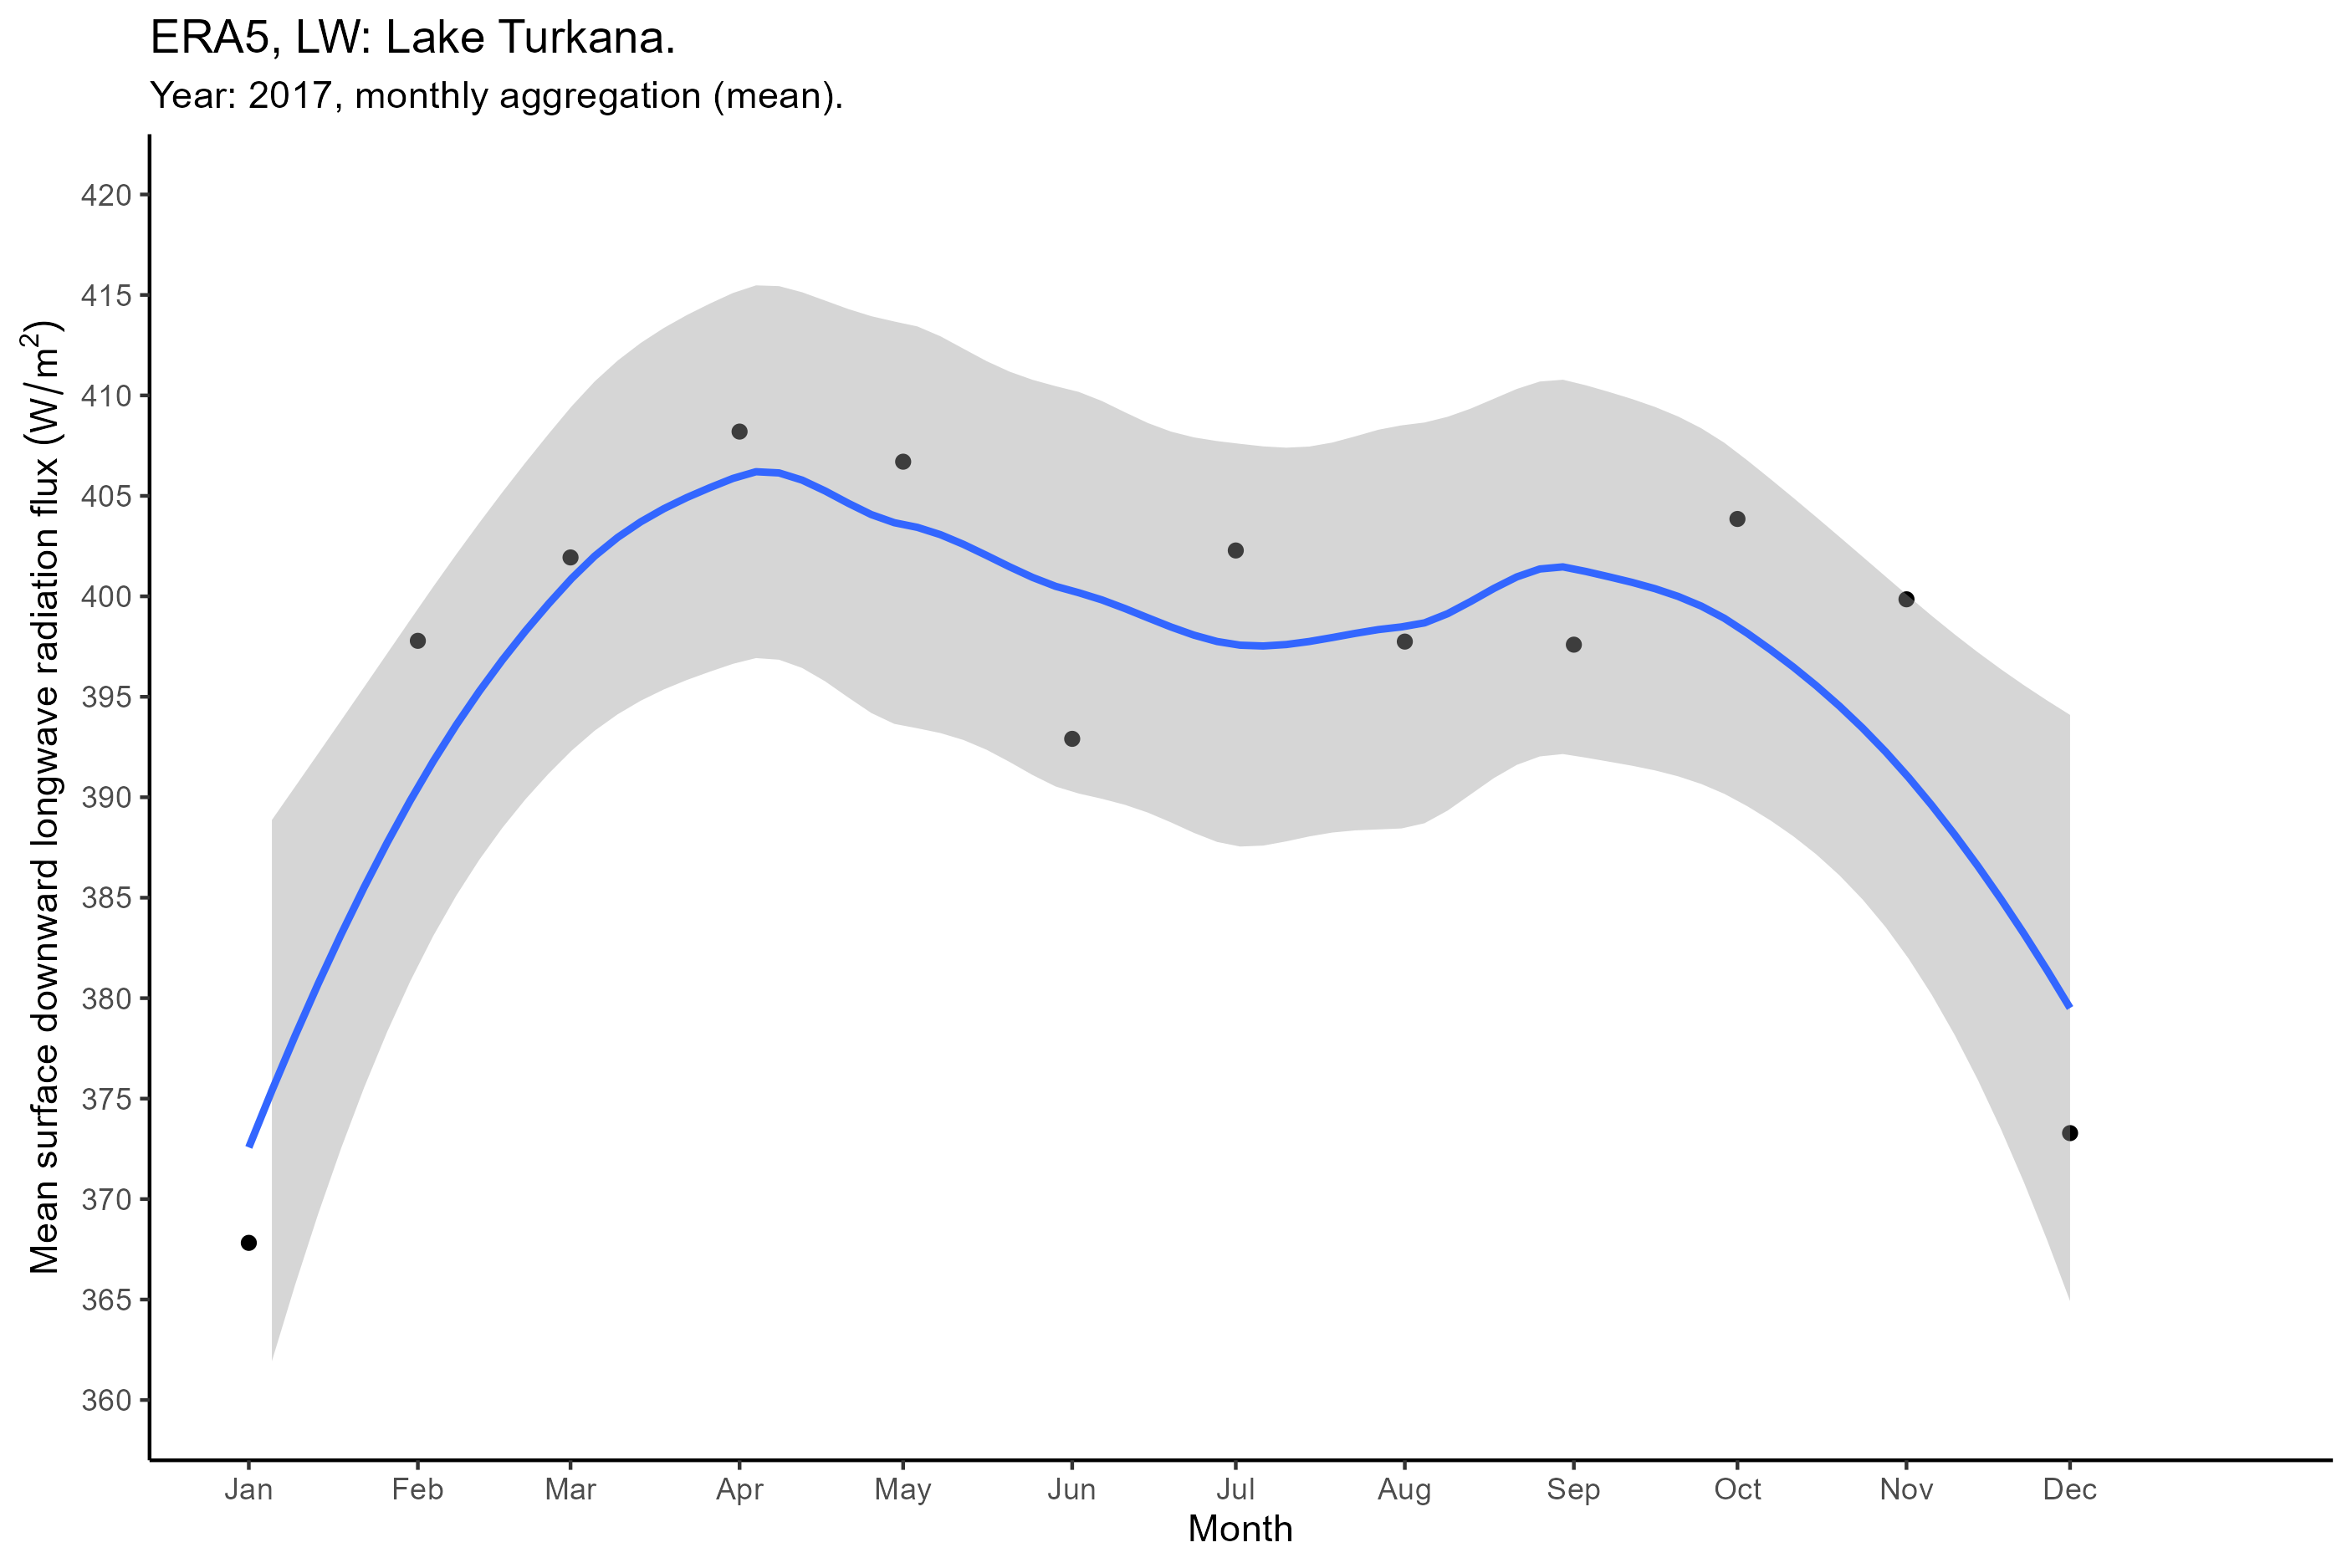 ERA5, LW: Lake Turkana.
Year: 2017, monthly aggregation (mean).
Mean surface downward longwave radiation flux (W/m²)
420
415
410
405
400
395
390
385
380
375
370
365
360
Jan Feb Mar Apr May Jun Jul Aug Sep Oct Nov Dec
Month